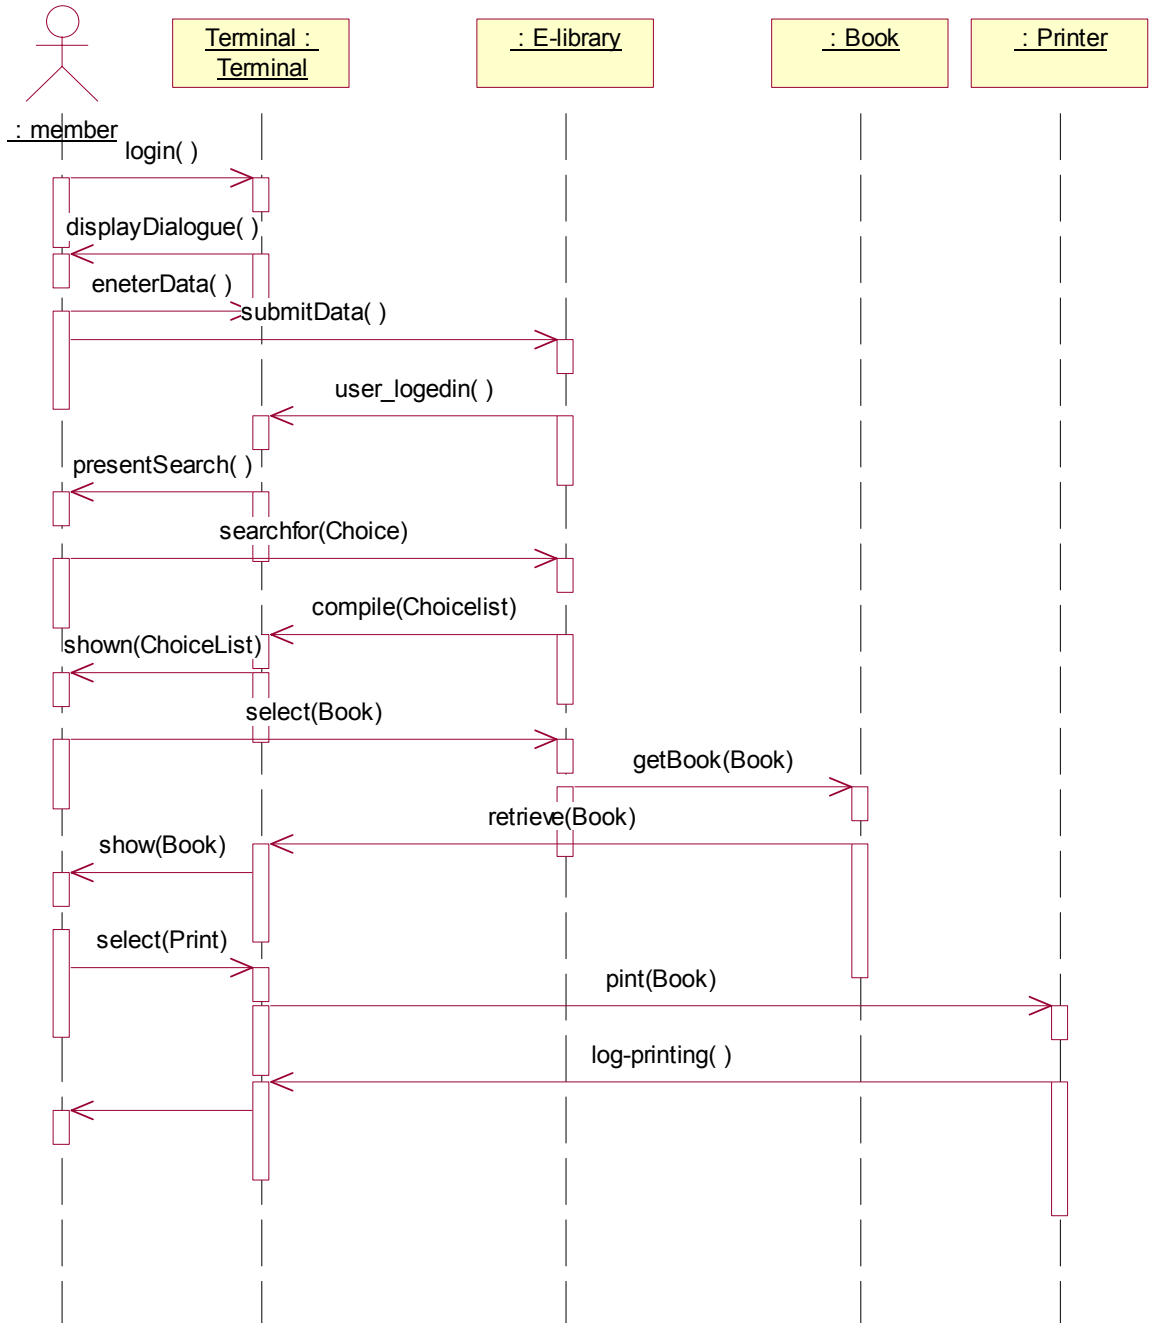 Terminal :
Terminal
: E-library
: Book
: Printer
: member
login( )
displayDialogue( )
eneterData( )
submitData( )
user_logedin( )
presentSearch( )
searchfor(Choice)
compile(Choicelist)
shown(ChoiceList)
select(Book)
getBook(Book)
retrieve(Book)
show(Book)
select(Print)
pint(Book)
log-printing( )